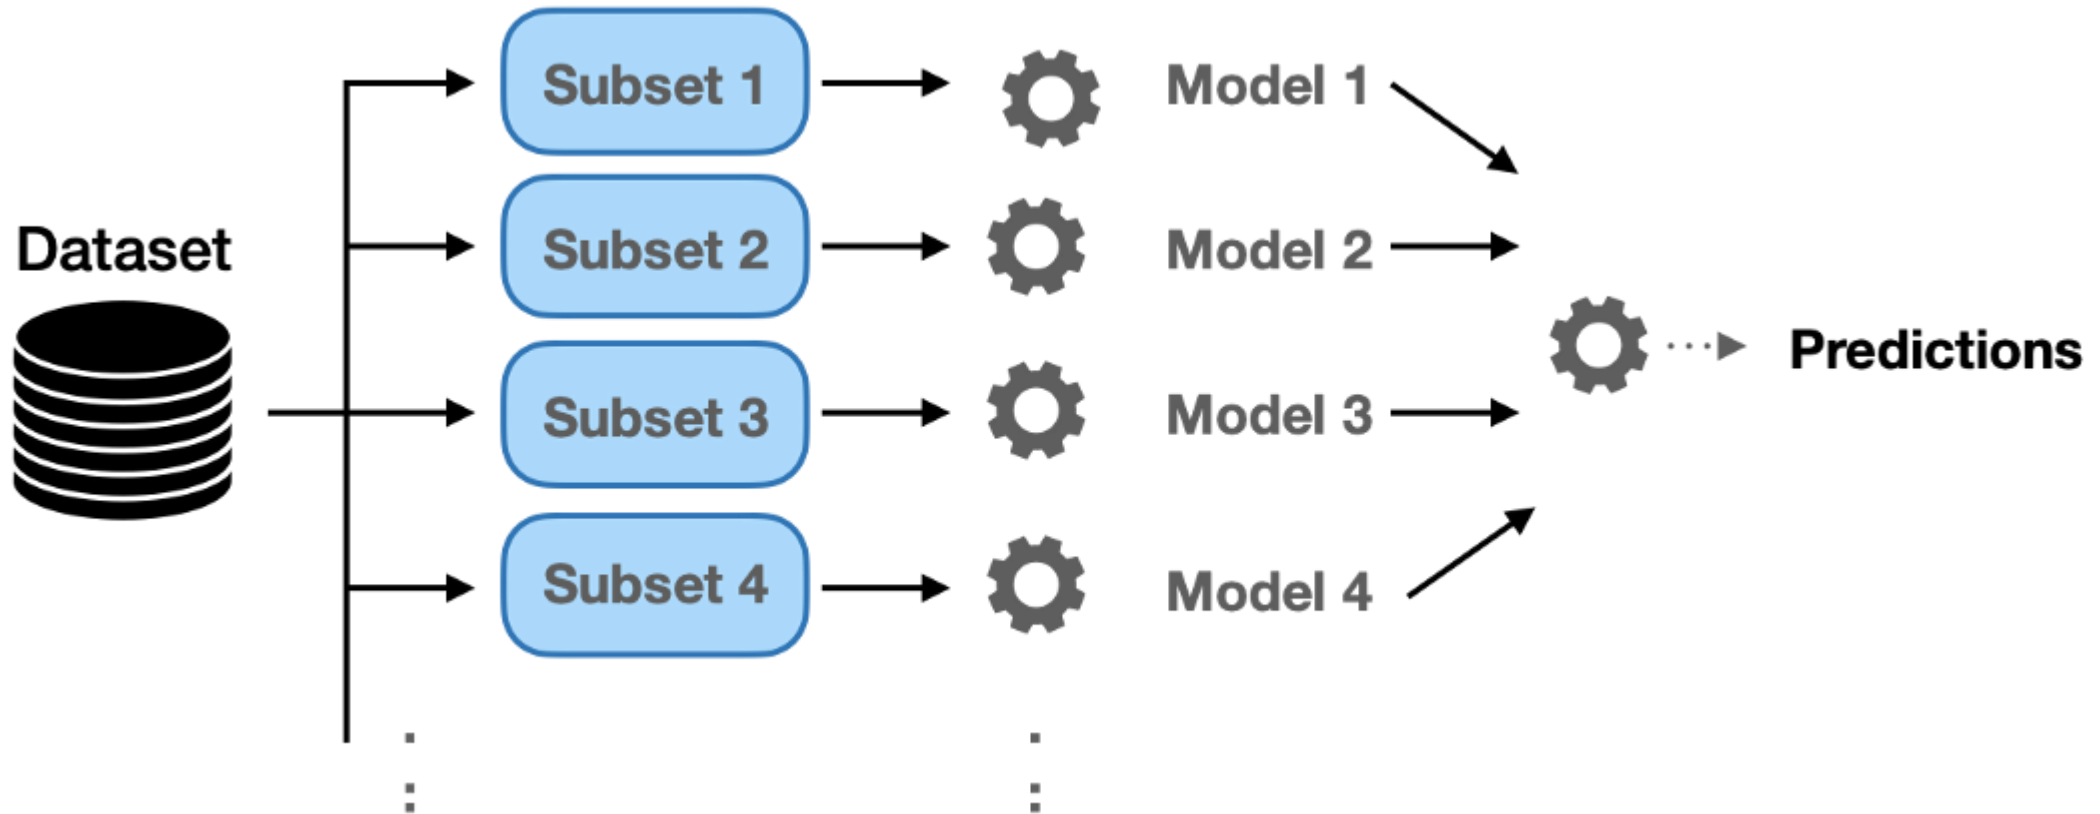 Dataset
Subset 1
Model 1
Subset 2
Model 2
Subset 3
Model 3
Subset 4
Model 4
Predictions